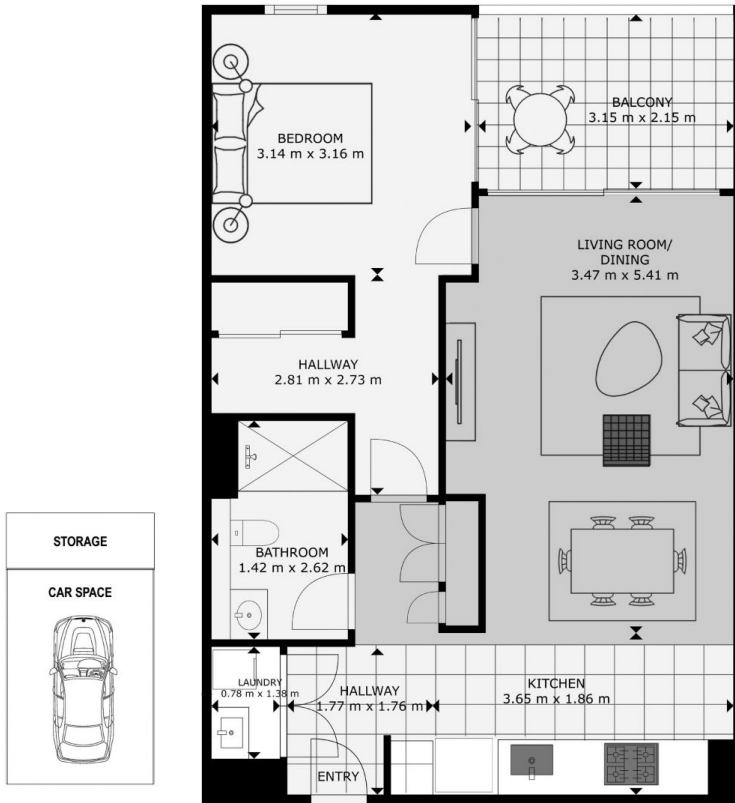 BALCONY
3.15 m x 2.15 m
BEDROOM
3.14 m x 3.16 m
LIVING ROOM/
DINING
3.47 m x 5.41 m
HALLWAY
2.81 m x 2.73 m
BATHROOM
1.42 m x 2.62 m
STORAGE
CAR SPACE
LAUNDRY
0.78 m x 1.38 m
HALLWAY
1.77 m x 1.76 m
KITCHEN
3.65 m x 1.86 m
ENTRY